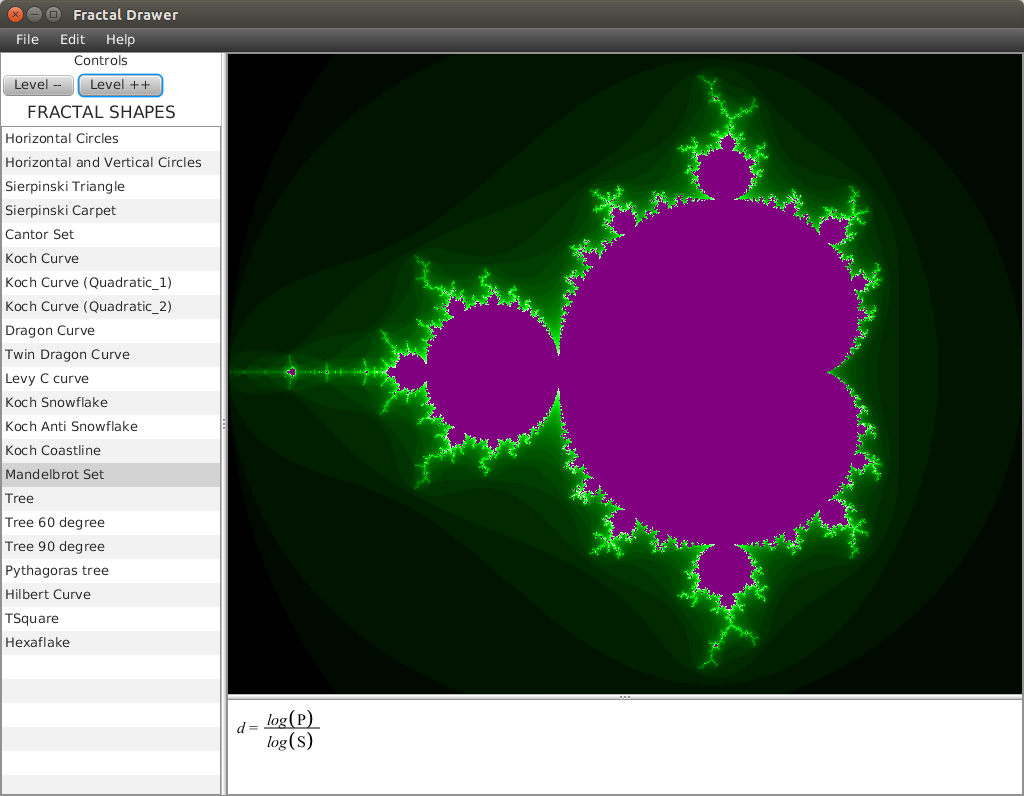 Fractal Drawer
File Edit Help
Controls
Level -- Level ++
FRACTAL SHAPES
Horizontal Circles
Horizontal and Vertical Circles
Sierpinski Triangle
Sierpinski Carpet
Cantor Set
Koch Curve
Koch Curve (Quadratic_1)
Koch Curve (Quadratic_2)
Dragon Curve
Twin Dragon Curve
Levy C curve
Koch Snowflake
Koch Anti Snowflake
Koch Coastline
Mandelbrot Set
Tree
Tree 60 degree
Tree 90 degree
Pythagoras tree
Hilbert Curve
TSquare
Hexaflake
d = log(P)
log(S)